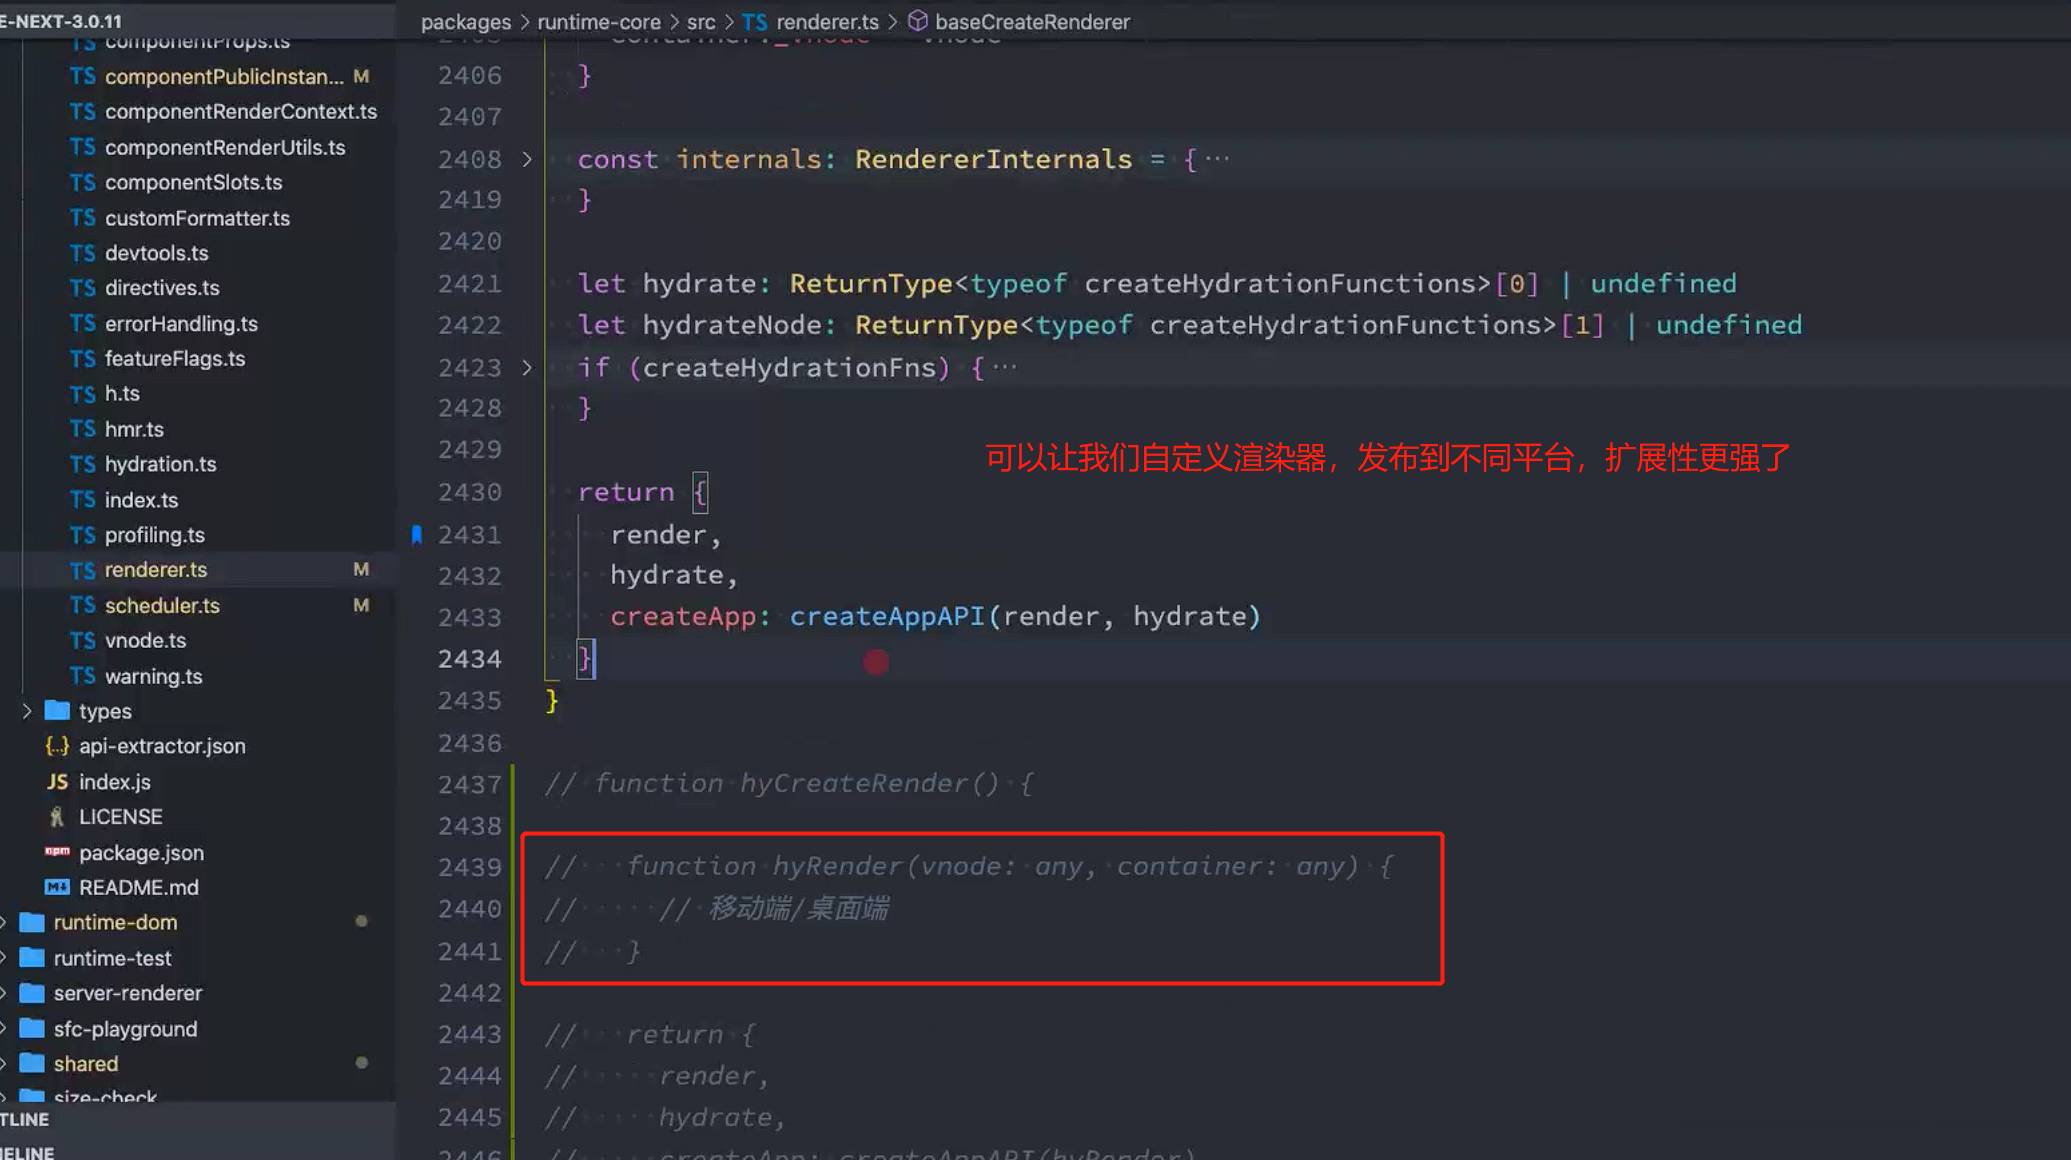 E-NEXT-3.0.11
packages > runtime-core > src > TS renderer.ts > baseCreateRenderer
TS componentProps.ts
TS componentPublicInstan... M
TS componentRenderContext.ts
TS componentRenderUtils.ts
TS componentSlots.ts
TS customFormatter.ts
TS devtools.ts
TS directives.ts
TS errorHandling.ts
TS featureFlags.ts
TS h.ts
TS hmr.ts
TS hydration.ts
TS index.ts
TS profiling.ts
TS renderer.ts M
TS scheduler.ts M
TS vnode.ts
TS warning.ts
> types
{..} api-extractor.json
JS index.js
LICENSE
npm package.json
M↓ README.md
runtime-dom
runtime-test
server-renderer
sfc-playground
shared
size-check
TLINE
ELINE
2405 container._vnode = vnode
2406 }
2407
2408 > const internals: RendererInternals = {···
2419 }
2420
2421 let hydrate: ReturnType<typeof createHydrationFunctions>[0] | undefined
2422 let hydrateNode: ReturnType<typeof createHydrationFunctions>[1] | undefined
2423 > if (createHydrationFns) {···
2428 }
2429
可以让我们自定义渲染器，发布到不同平台，扩展性更强了
2430 return {
2431 render,
2432 hydrate,
2433 createApp: createAppAPI(render, hydrate)
2434 }
2435 }
2436
2437 // function hyCreateRender() {
2438
2439 // function hyRender(vnode: any, container: any) {
2440 // // 移动端/桌面端
2441 // }
2442
2443 // return {
2444 // render,
2445 // hydrate,
2446 // createApp: createAppAPI(hyRender)